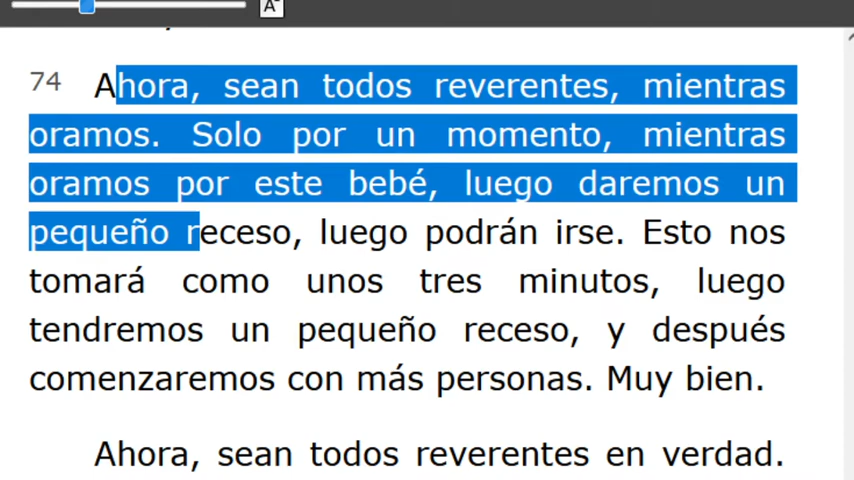 A
74 Ahora, sean todos reverentes, mientras
oramos. Solo por un momento, mientras
oramos por este bebé, luego daremos un
pequeño receso, luego podrán irse. Esto nos
tomará como unos tres minutos, luego
tendremos un pequeño receso, y después
comenzaremos con más personas. Muy bien.
Ahora, sean todos reverentes en verdad.